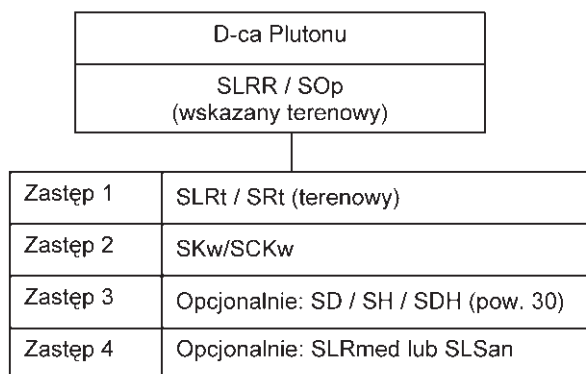 D-ca Plutonu
SLRR / SOp
(wskazany terenowy)
Zastęp 1 SLRt / SRt (terenowy)
Zastęp 2 SKw/SCKw
Zastęp 3 Opcjonalnie: SD / SH / SDH (pow. 30)
Zastęp 4 Opcjonalnie: SLRmed lub SLSan